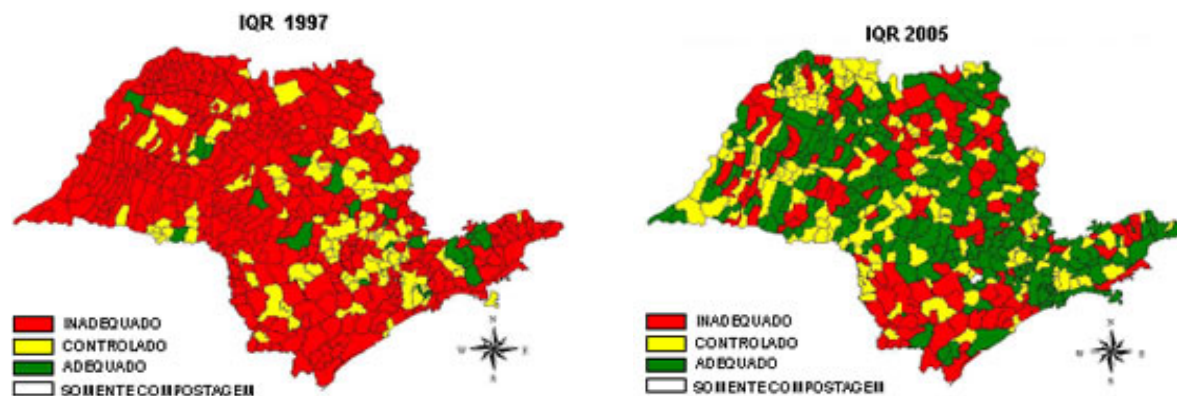 IQR 1997
INADEQUADO
CONTROLADO
ADEQUADO
SOMENTE COMPOSTAGEM
N
W
E
S
IQR 2005
INADEQUADO
CONTROLADO
ADEQUADO
SOMENTE COMPOSTAGEM
N
W
E
S